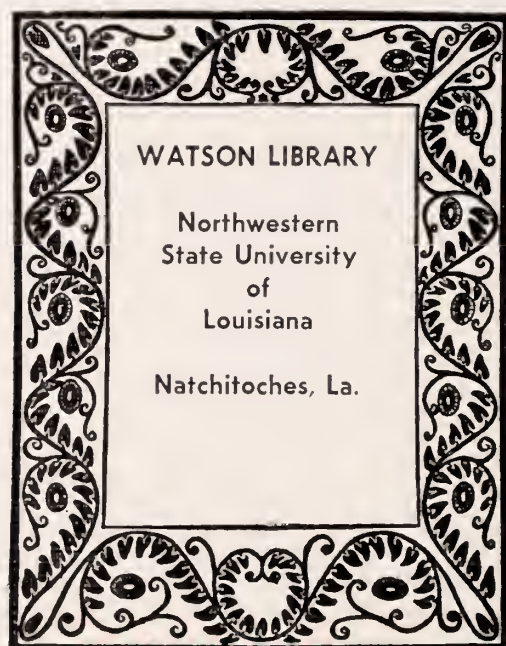 WATSON LIBRARY
Northwestern
State University
of
Louisiana
Natchitoches, La.